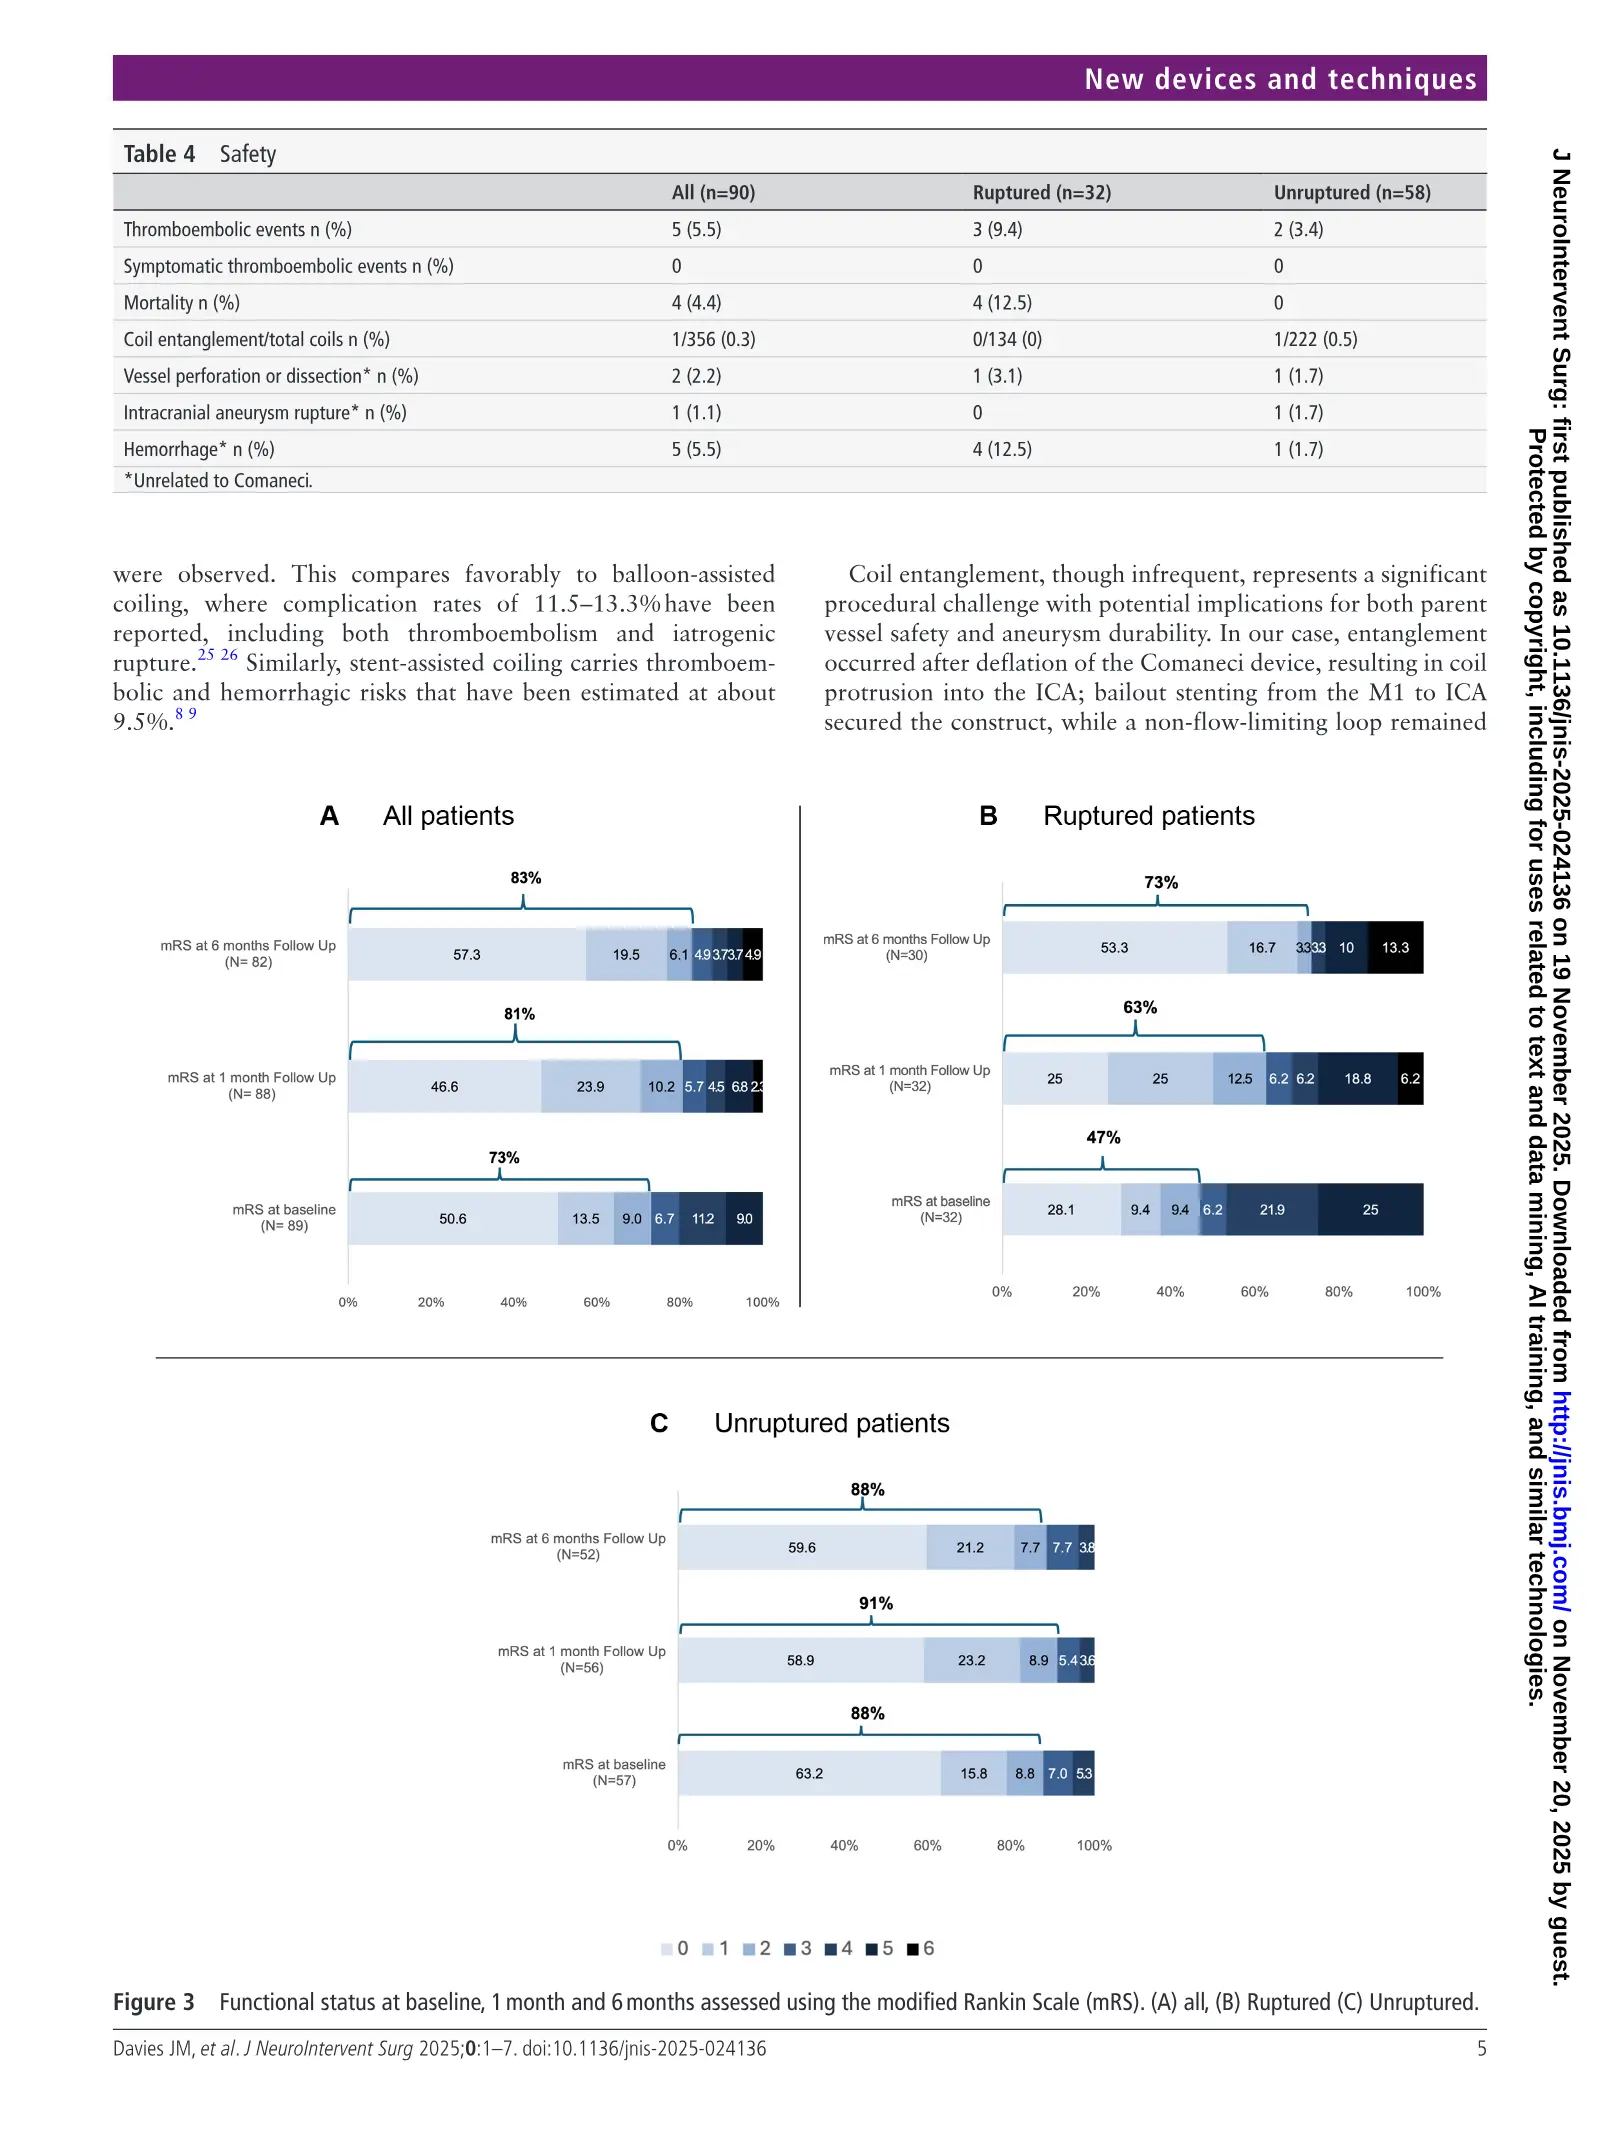 New devices and techniques
Table 4 Safety
All (n=90) Ruptured (n=32) Unruptured (n=58)
Thromboembolic events n (%) 5 (5.5) 3 (9.4) 2 (3.4)
Symptomatic thromboembolic events n (%) 0 0 0
Mortality n (%) 4 (4.4) 4 (12.5) 0
Coil entanglement/total coils n (%) 1/356 (0.3) 0/134 (0) 1/222 (0.5)
Vessel perforation or dissection* n (%) 2 (2.2) 1 (3.1) 1 (1.7)
Intracranial aneurysm rupture* n (%) 1 (1.1) 0 1 (1.7)
Hemorrhage* n (%) 5 (5.5) 4 (12.5) 1 (1.7)
*Unrelated to Comaneci.
were observed. This compares favorably to balloon-assisted
coiling, where complication rates of 11.5–13.3% have been
reported, including both thromboembolism and iatrogenic
rupture.25 26 Similarly, stent-assisted coiling carries thromboem-
bolic and hemorrhagic risks that have been estimated at about
9.5%.8 9
Coil entanglement, though infrequent, represents a significant
procedural challenge with potential implications for both parent
vessel safety and aneurysm durability. In our case, entanglement
occurred after deflation of the Comaneci device, resulting in coil
protrusion into the ICA; bailout stenting from the M1 to ICA
secured the construct, while a non-flow-limiting loop remained
A All patients
83%
mRS at 6 months Follow Up
(N= 82)
57.3 19.5 6.1 4.9 3.7 3.7 4.9
81%
mRS at 1 month Follow Up
(N= 88)
46.6 23.9 10.2 5.7 4.5 6.8 2.3
73%
mRS at baseline
(N= 89)
50.6 13.5 9.0 6.7 11.2 9.0
0% 20% 40% 60% 80% 100%
B Ruptured patients
73%
mRS at 6 months Follow Up
(N=30)
53.3 16.7 3.3 3.3 10 13.3
63%
mRS at 1 month Follow Up
(N=32)
25 25 12.5 6.2 6.2 18.8 6.2
47%
mRS at baseline
(N=32)
28.1 9.4 9.4 6.2 21.9 25
0% 20% 40% 60% 80% 100%
C Unruptured patients
88%
mRS at 6 months Follow Up
(N=52)
59.6 21.2 7.7 7.7 3.8
91%
mRS at 1 month Follow Up
(N=56)
58.9 23.2 8.9 5.4 3.6
88%
mRS at baseline
(N=57)
63.2 15.8 8.8 7.0 5.3
0% 20% 40% 60% 80% 100%
0 1 2 3 4 5 6
Figure 3 Functional status at baseline, 1 month and 6 months assessed using the modified Rankin Scale (mRS). (A) all, (B) Ruptured (C) Unruptured.
Davies JM, et al. J NeuroIntervent Surg 2025;0:1–7. doi:10.1136/jnis-2025-024136 5
J NeuroIntervent Surg: first published as 10.1136/jnis-2025-024136 on 19 November 2025. Downloaded from http://jnis.bmj.com/ on November 20, 2025 by guest.
Protected by copyright, including for uses related to text and data mining, AI training, and similar technologies.